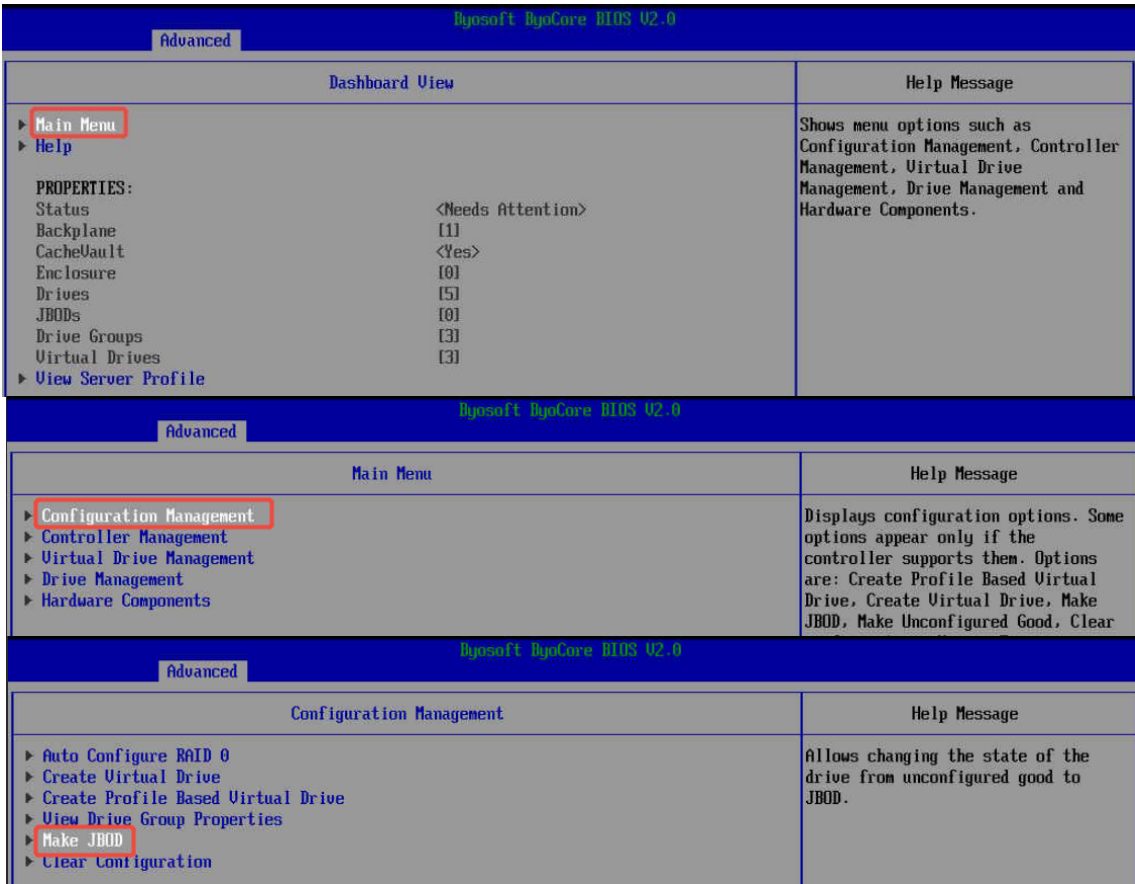 Byosoft ByoCore BIOS V2.0
Advanced
Dashboard View
Help Message
Main Menu
Help
PROPERTIES:
Status <Needs Attention>
Backplane [1]
CacheVault <Yes>
Enclosure [0]
Drives [5]
JBODs [0]
Drive Groups [3]
Virtual Drives [3]
View Server Profile
Shows menu options such as
Configuration Management, Controller
Management, Virtual Drive
Management, Drive Management and
Hardware Components.
Byosoft ByoCore BIOS V2.0
Advanced
Main Menu
Help Message
Configuration Management
Controller Management
Virtual Drive Management
Drive Management
Hardware Components
Displays configuration options. Some
options appear only if the
controller supports them. Options
are: Create Profile Based Virtual
Drive, Create Virtual Drive, Make
JBOD, Make Unconfigured Good, Clear
Byosoft ByoCore BIOS V2.0
Advanced
Configuration Management
Help Message
Auto Configure RAID 0
Create Virtual Drive
Create Profile Based Virtual Drive
View Drive Group Properties
Make JBOD
Clear Configuration
Allows changing the state of the
drive from unconfigured good to
JBOD.